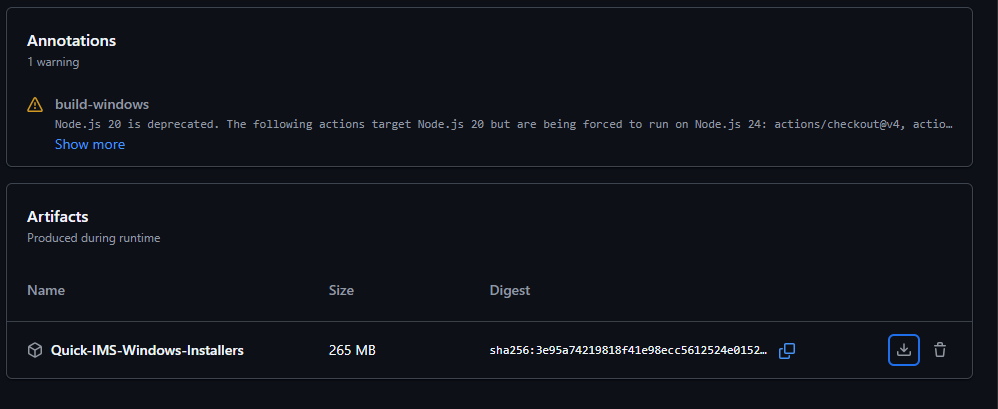 Annotations
1 warning
build-windows
Node.js 20 is deprecated. The following actions target Node.js 20 but are being forced to run on Node.js 24: actions/checkout@v4, actio…
Show more
Artifacts
Produced during runtime
Name Size Digest
Quick-IMS-Windows-Installers 265 MB sha256:3e95a74219818f41e98ecc5612524e0152…